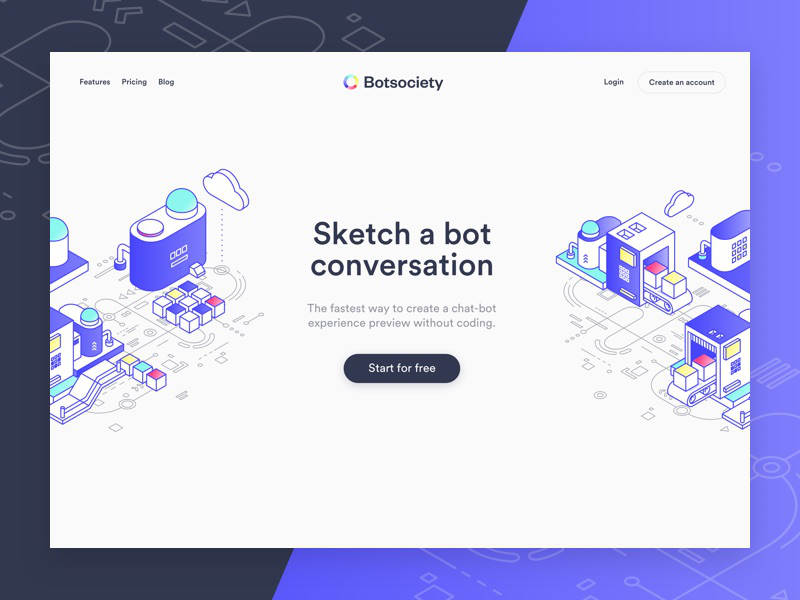 Features Pricing Blog
Botsociety
Login Create an account
Sketch a bot
conversation
The fastest way to create a chat-bot
experience preview without coding.
Start for free